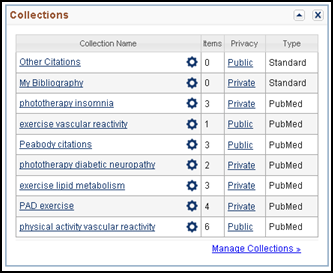 Collections
Collection Name Items Privacy Type
Other Citations 0 Public Standard
My Bibliography 0 Private Standard
phototherapy insomnia 3 Private PubMed
exercise vascular reactivity 1 Public PubMed
Peabody citations 3 Public PubMed
phototherapy diabetic neuropathy 2 Private PubMed
exercise lipid metabolism 3 Private PubMed
PAD exercise 4 Private PubMed
physical activity vascular reactivity 6 Public PubMed
Manage Collections »